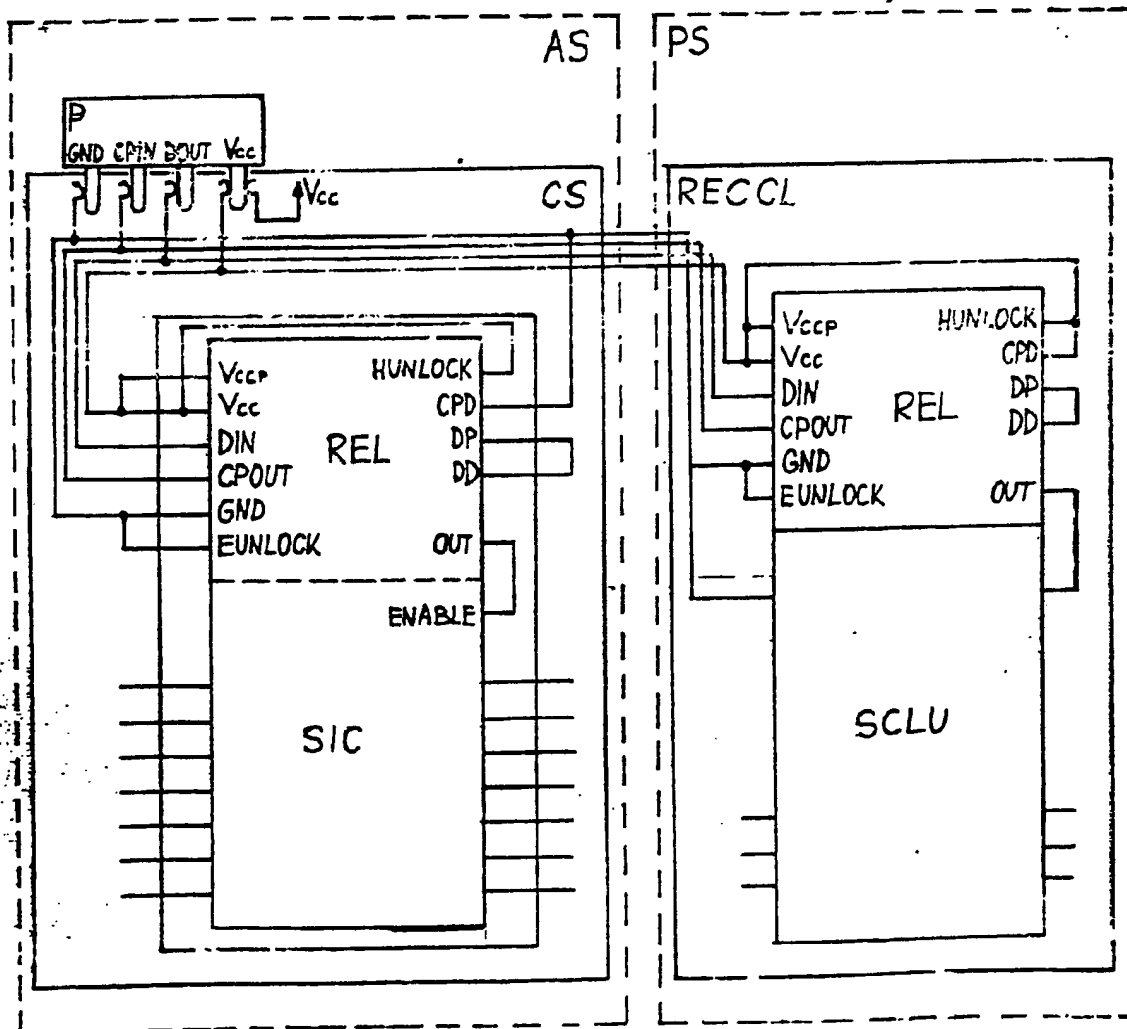 AS
PS
P
GND CPIN DOUT Vcc
Vcc
CS
RECCL
Vccp
Vcc
DIN
CPOUT
GND
EUNLOCK
HUNLOCK
CPD
DP
DD
REL
OUT
ENABLE
SIC
Vccp
Vcc
DIN
CPOUT
GND
EUNLOCK
HUNLOCK
CPD
DP
DD
REL
OUT
SCLU